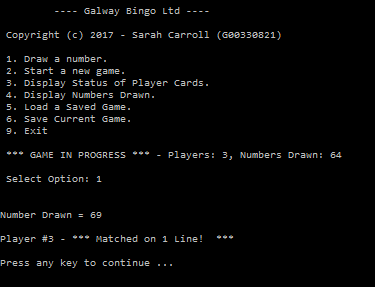 ---- Galway Bingo Ltd ----
Copyright (c) 2017 - Sarah Carroll (G00330821)
1. Draw a number.
2. Start a new game.
3. Display Status of Player Cards.
4. Display Numbers Drawn.
5. Load a Saved Game.
6. Save Current Game.
9. Exit
*** GAME IN PROGRESS *** - Players: 3, Numbers Drawn: 64
Select Option: 1
Number Drawn = 69
Player #3 - *** Matched on 1 Line!  ***
Press any key to continue ...